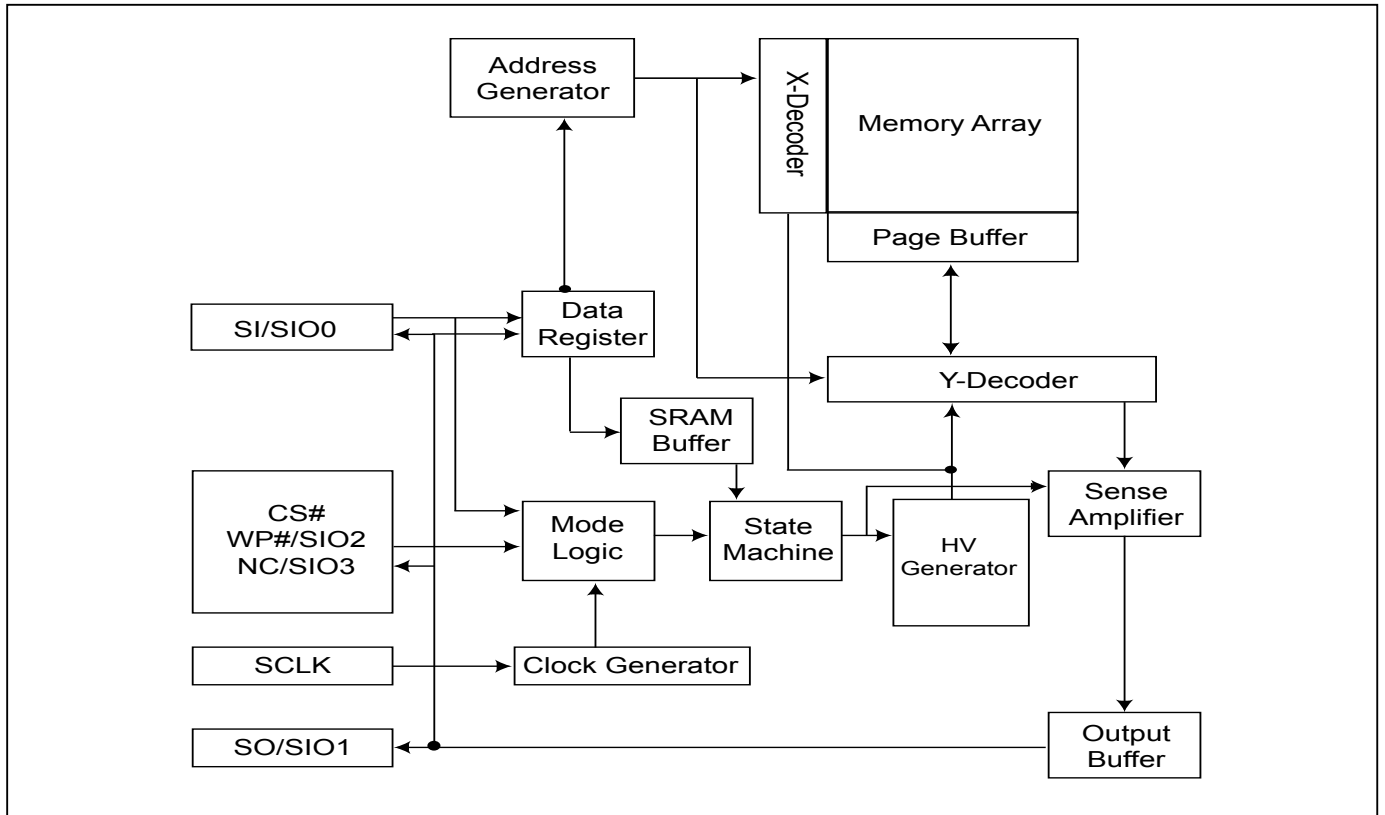 Address
Generator
X-Decoder
Memory Array
Page Buffer
SI/SIO0
Data
Register
Y-Decoder
SRAM
Buffer
CS#
WP#/SIO2
NC/SIO3
Mode
Logic
State
Machine
HV
Generator
Sense
Amplifier
SCLK
Clock Generator
SO/SIO1
Output
Buffer